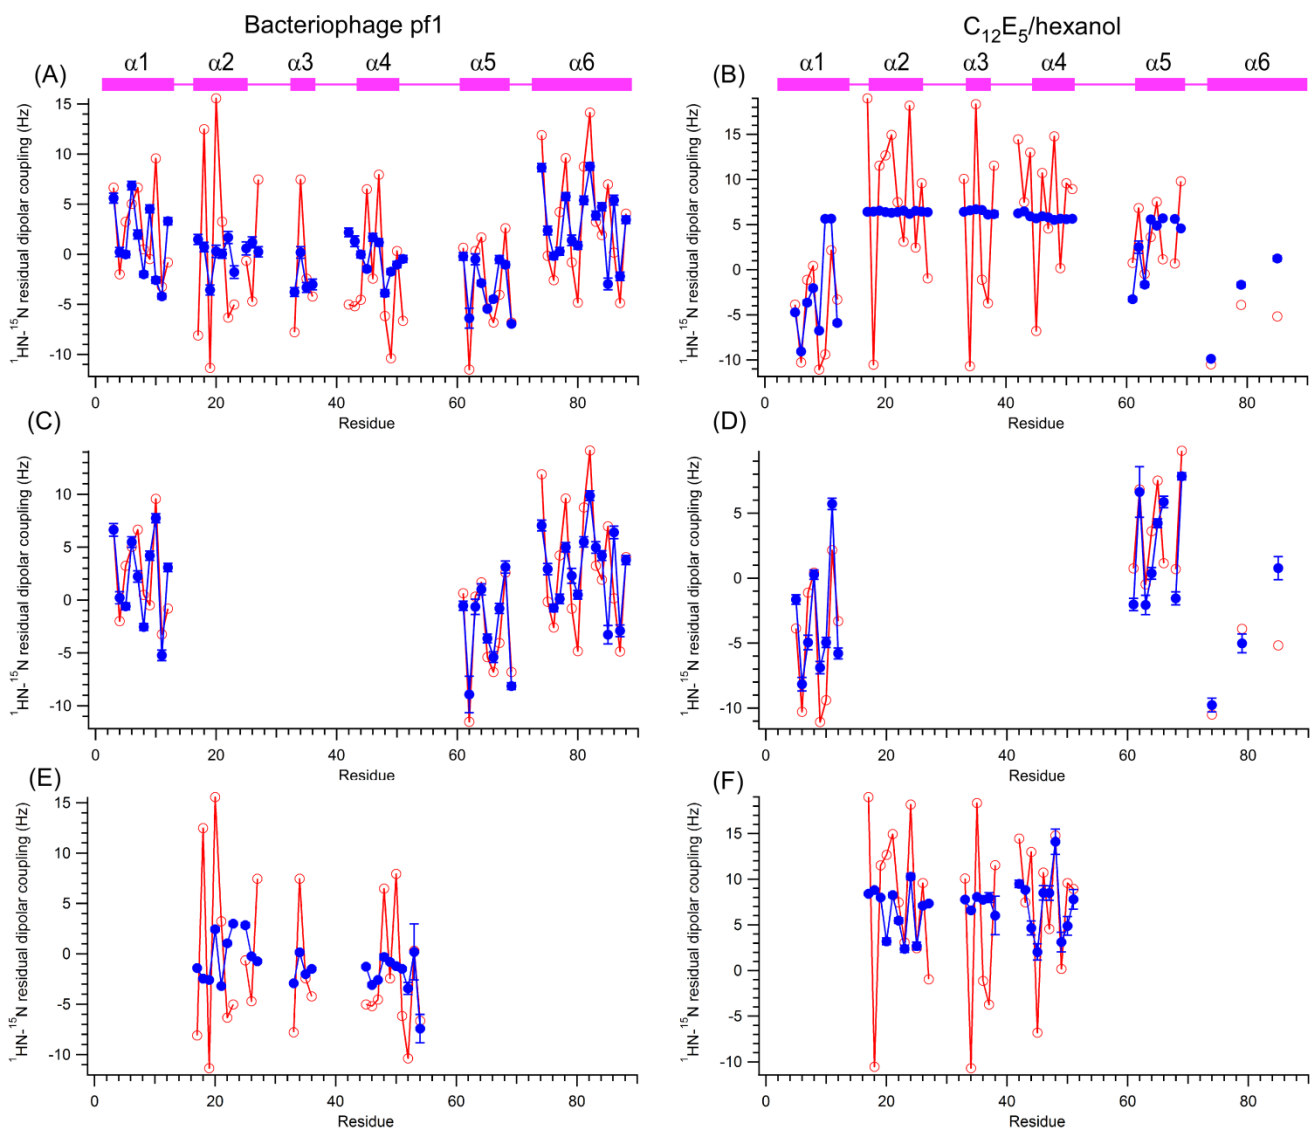 Bacteriophage pf1
C₁₂E₅/hexanol
(A) α1 α2 α3 α4 α5 α6
(B) α1 α2 α3 α4 α5 α6
¹HN-¹⁵N residual dipolar coupling (Hz)
15
10
5
0
-5
-10
0 20 40 60 80
Residue
¹HN-¹⁵N residual dipolar coupling (Hz)
15
10
5
0
-5
-10
0 20 40 60 80
Residue
(C)
¹HN-¹⁵N residual dipolar coupling (Hz)
10
5
0
-5
-10
0 20 40 60 80
Residue
(D)
¹HN-¹⁵N residual dipolar coupling (Hz)
5
0
-5
-10
0 20 40 60 80
Residue
(E)
¹HN-¹⁵N residual dipolar coupling (Hz)
15
10
5
0
-5
-10
0 20 40 60 80
Residue
(F)
¹HN-¹⁵N residual dipolar coupling (Hz)
15
10
5
0
-5
-10
0 20 40 60 80
Residue